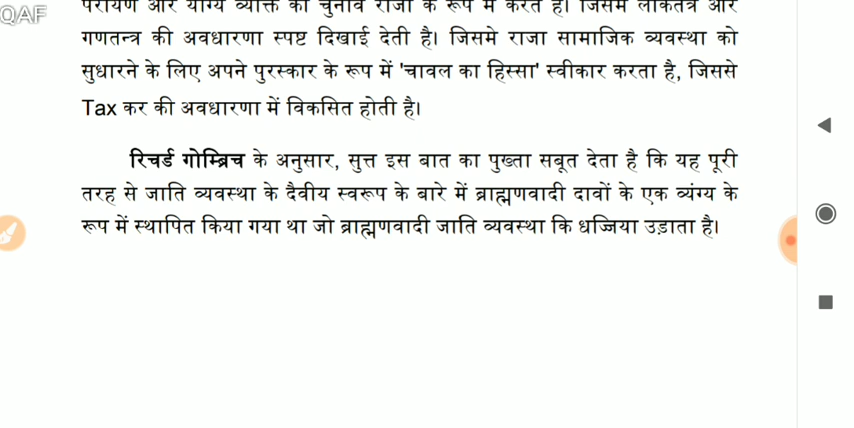 QAF
परायण और योग्य व्यक्ति का चुनाव राजा के रूप में करते है। जिसमें लोकतंत्र और
गणतन्त्र की अवधारणा स्पष्ट दिखाई देती है। जिसमे राजा सामाजिक व्यवस्था को
सुधारने के लिए अपने पुरस्कार के रूप में 'चावल का हिस्सा' स्वीकार करता है, जिससे
Tax कर की अवधारणा में विकसित होती है।
रिचर्ड गोम्ब्रिच के अनुसार, सुत्त इस बात का पुख्ता सबूत देता है कि यह पूरी
तरह से जाति व्यवस्था के दैवीय स्वरूप के बारे में ब्राह्मणवादी दावों के एक व्यंग्य के
रूप में स्थापित किया गया था जो ब्राह्मणवादी जाति व्यवस्था कि धज्जिया उड़ाता है।